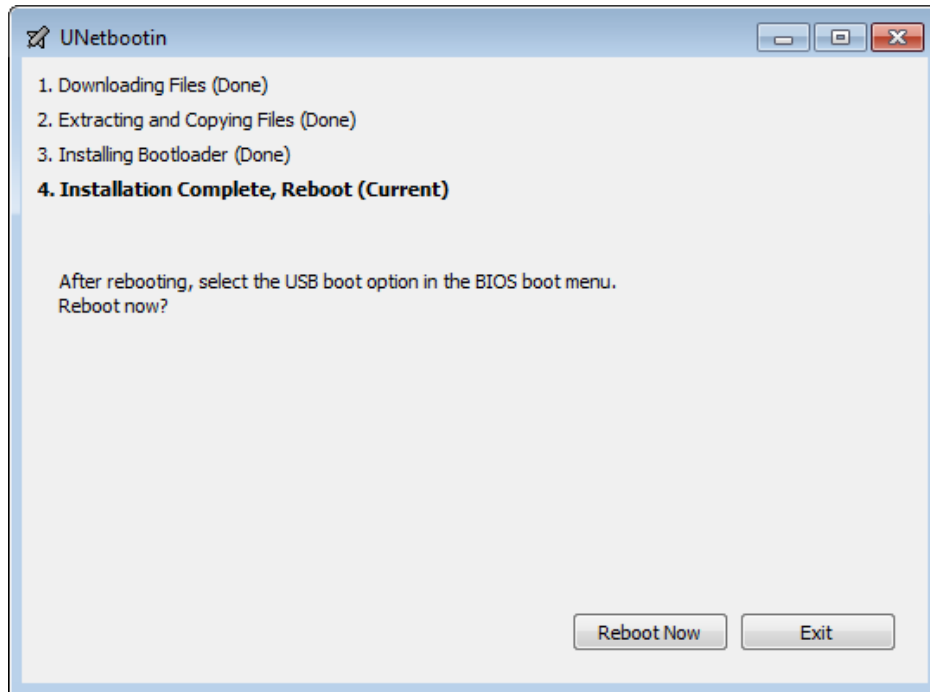 UNetbootin
1. Downloading Files (Done)
2. Extracting and Copying Files (Done)
3. Installing Bootloader (Done)
4. Installation Complete, Reboot (Current)
After rebooting, select the USB boot option in the BIOS boot menu.
Reboot now?
Reboot Now
Exit